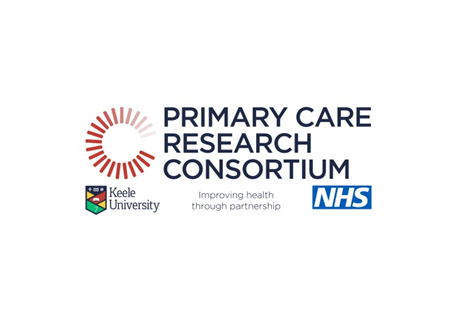 PRIMARY CARE
RESEARCH
CONSORTIUM
Keele
University
Improving health
through partnership
NHS